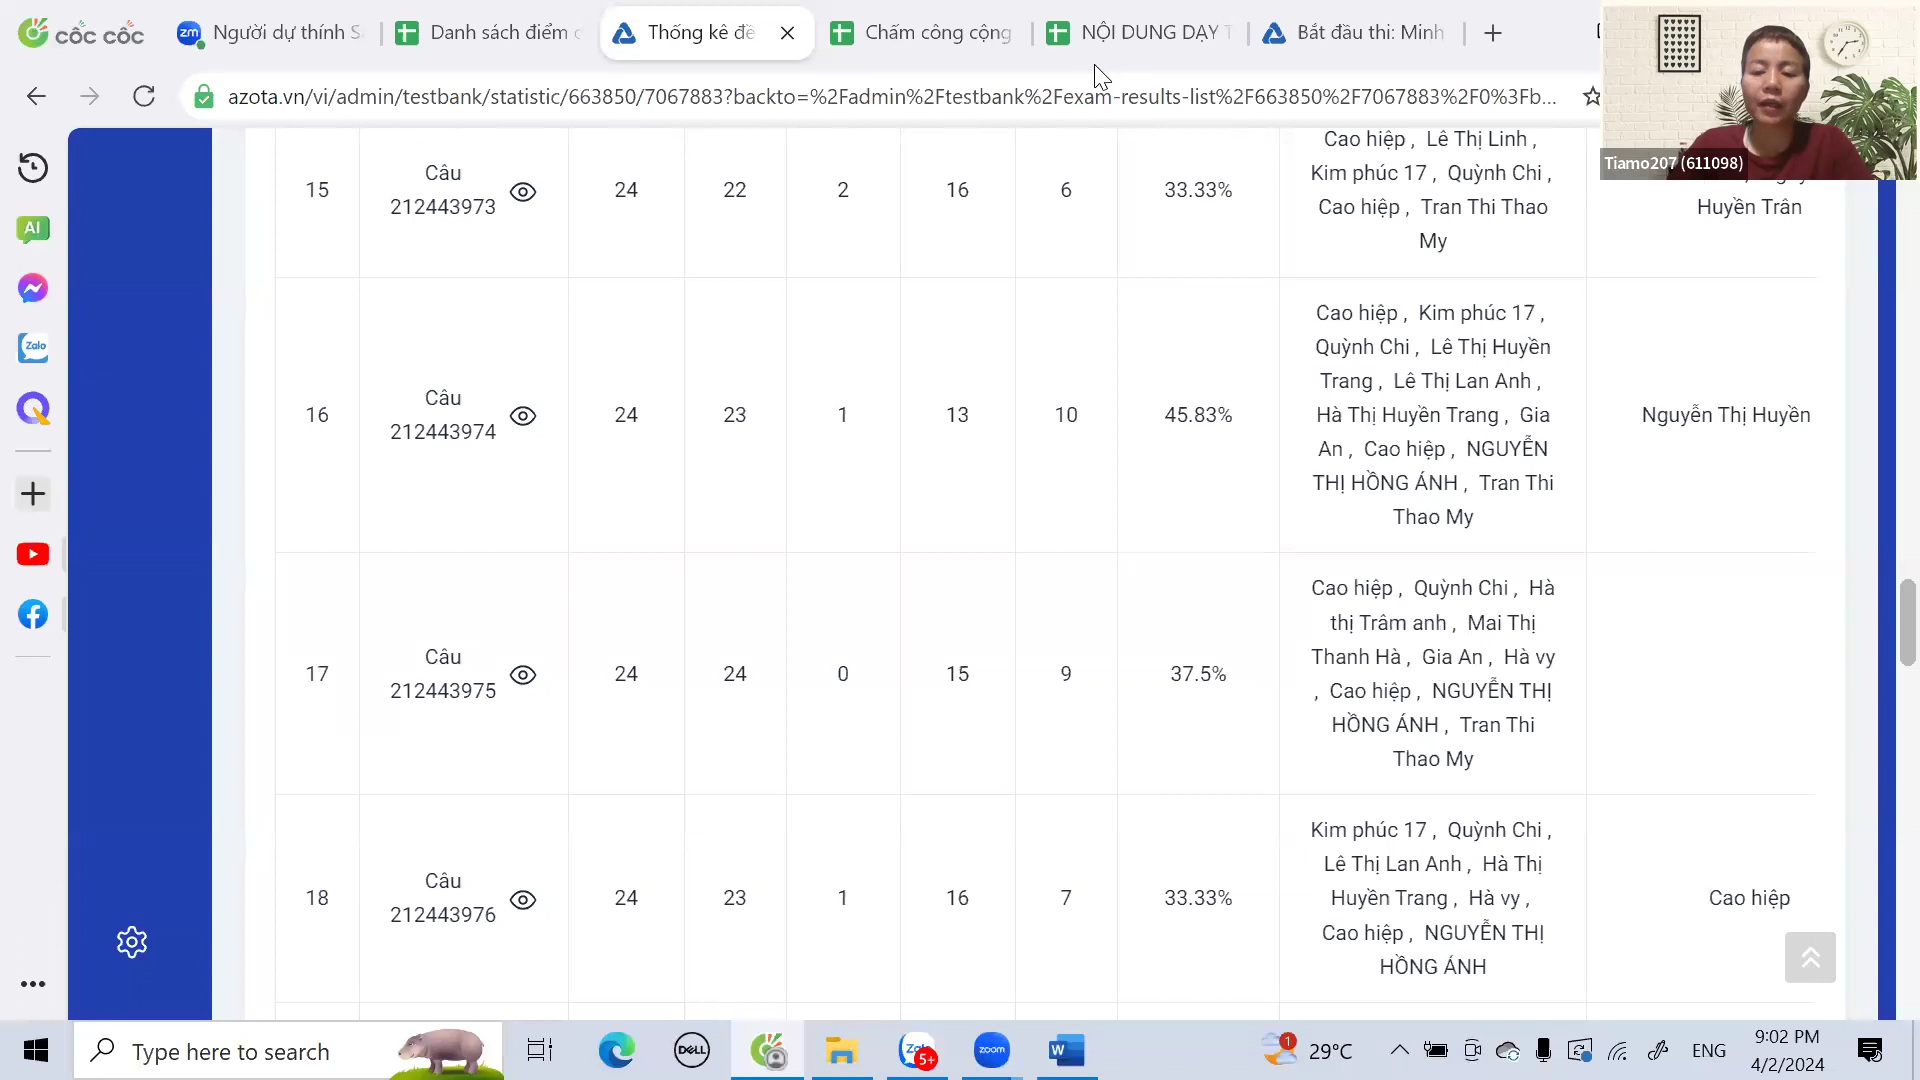 cốc cốc
Người dự thính S
Danh sách điểm c
Thống kê đề
Chấm công cộng
NỘI DUNG DẠY T
Bắt đầu thi: Minh
azota.vn/vi/admin/testbank/statistic/663850/7067883?backto=%2Fadmin%2Ftestbank%2Fexam-results-list%2F663850%2F7067883%2F0%3Fb...
Tiamo207 (611098)
15
Câu
212443973
24
22
2
16
6
33.33%
Cao hiệp , Lê Thị Linh ,
Kim phúc 17 , Quỳnh Chi ,
Cao hiệp , Tran Thi Thao
My
Huyền Trân
16
Câu
212443974
24
23
1
13
10
45.83%
Cao hiệp , Kim phúc 17 ,
Quỳnh Chi , Lê Thị Huyền
Trang , Lê Thị Lan Anh ,
Hà Thị Huyền Trang , Gia
An , Cao hiệp , NGUYỄN
THỊ HỒNG ÁNH , Tran Thi
Thao My
Nguyễn Thị Huyền
17
Câu
212443975
24
24
0
15
9
37.5%
Cao hiệp , Quỳnh Chi , Hà
thị Trâm anh , Mai Thị
Thanh Hà , Gia An , Hà vy
, Cao hiệp , NGUYỄN THỊ
HỒNG ÁNH , Tran Thi
Thao My
18
Câu
212443976
24
23
1
16
7
33.33%
Kim phúc 17 , Quỳnh Chi ,
Lê Thị Lan Anh , Hà Thị
Huyền Trang , Hà vy ,
Cao hiệp , NGUYỄN THỊ
HỒNG ÁNH
Cao hiệp
zm
AI
Zalo
Type here to search
DELL
Zalo
5+
zoom
W
1
29°C
ENG
9:02 PM
4/2/2024